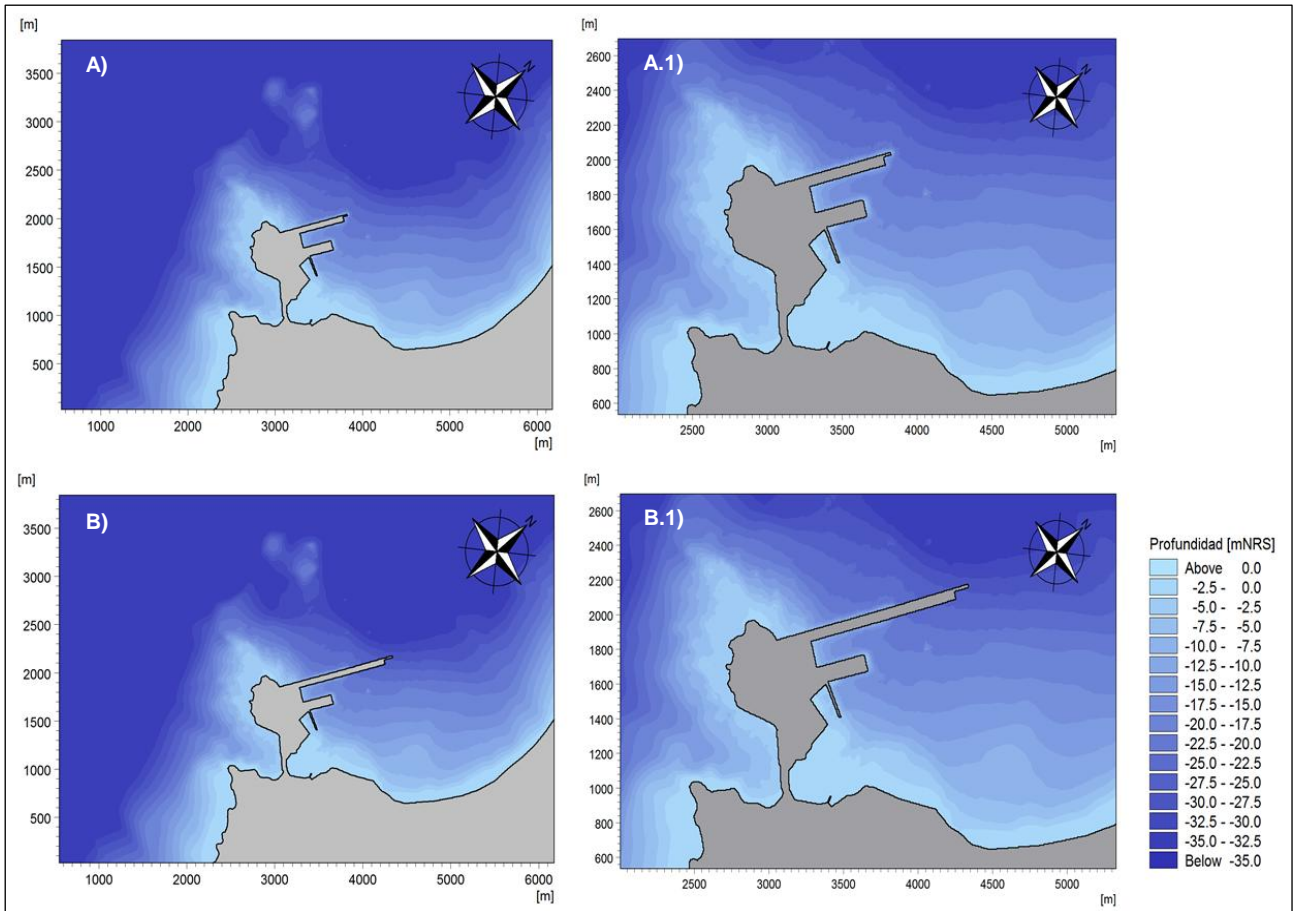 [m]
A)
N
3500
3000
2500
2000
1500
1000
500
1000 2000 3000 4000 5000 6000
[m]
[m]
A.1)
N
2600
2400
2200
2000
1800
1600
1400
1200
1000
800
600
2500 3000 3500 4000 4500 5000
[m]
[m]
B)
N
3500
3000
2500
2000
1500
1000
500
1000 2000 3000 4000 5000 6000
[m]
[m]
B.1)
N
2600
2400
2200
2000
1800
1600
1400
1200
1000
800
600
2500 3000 3500 4000 4500 5000
[m]
Profundidad [mNRS]
Above 0.0
-2.5 - 0.0
-5.0 - -2.5
-7.5 - -5.0
-10.0 - -7.5
-12.5 - -10.0
-15.0 - -12.5
-17.5 - -15.0
-20.0 - -17.5
-22.5 - -20.0
-25.0 - -22.5
-27.5 - -25.0
-30.0 - -27.5
-32.5 - -30.0
-35.0 - -32.5
Below -35.0